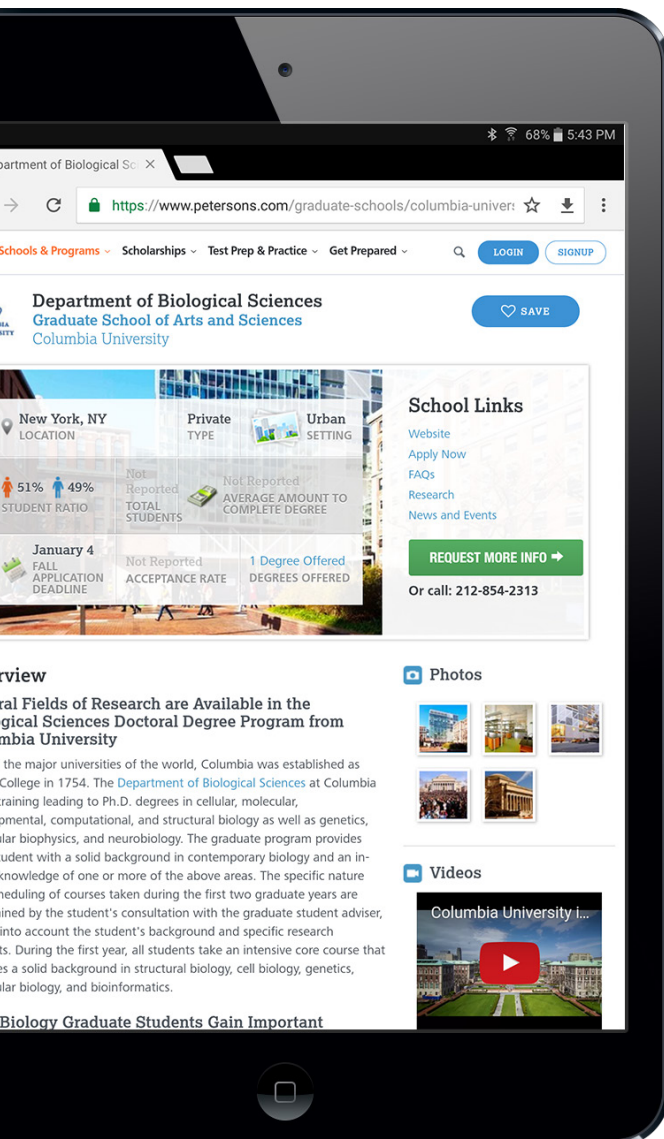 68% 5:43 PM
partment of Biological Sc
https://www.petersons.com/graduate-schools/columbia-univers
Schools & Programs Scholarships Test Prep & Practice Get Prepared LOGIN SIGNUP
Department of Biological Sciences
Graduate School of Arts and Sciences
Columbia University
SAVE
New York, NY
LOCATION
Private
TYPE
Urban
SETTING
51% 49%
STUDENT RATIO
Not
Reported
TOTAL
STUDENTS
Not Reported
AVERAGE AMOUNT TO
COMPLETE DEGREE
January 4
FALL
APPLICATION
DEADLINE
Not Reported
ACCEPTANCE RATE
1 Degree Offered
DEGREES OFFERED
School Links
Website
Apply Now
FAQs
Research
News and Events
REQUEST MORE INFO
Or call: 212-854-2313
rview
ral Fields of Research are Available in the
ogical Sciences Doctoral Degree Program from
mbia University
the major universities of the world, Columbia was established as
College in 1754. The Department of Biological Sciences at Columbia
training leading to Ph.D. degrees in cellular, molecular,
pmental, computational, and structural biology as well as genetics,
ular biophysics, and neurobiology. The graduate program provides
tudent with a solid background in contemporary biology and an in-
knowledge of one or more of the above areas. The specific nature
heduling of courses taken during the first two graduate years are
ined by the student's consultation with the graduate student adviser,
into account the student's background and specific research
ts. During the first year, all students take an intensive core course that
es a solid background in structural biology, cell biology, genetics,
ular biology, and bioinformatics.
Biology Graduate Students Gain Important
Photos
Videos
Columbia University i...